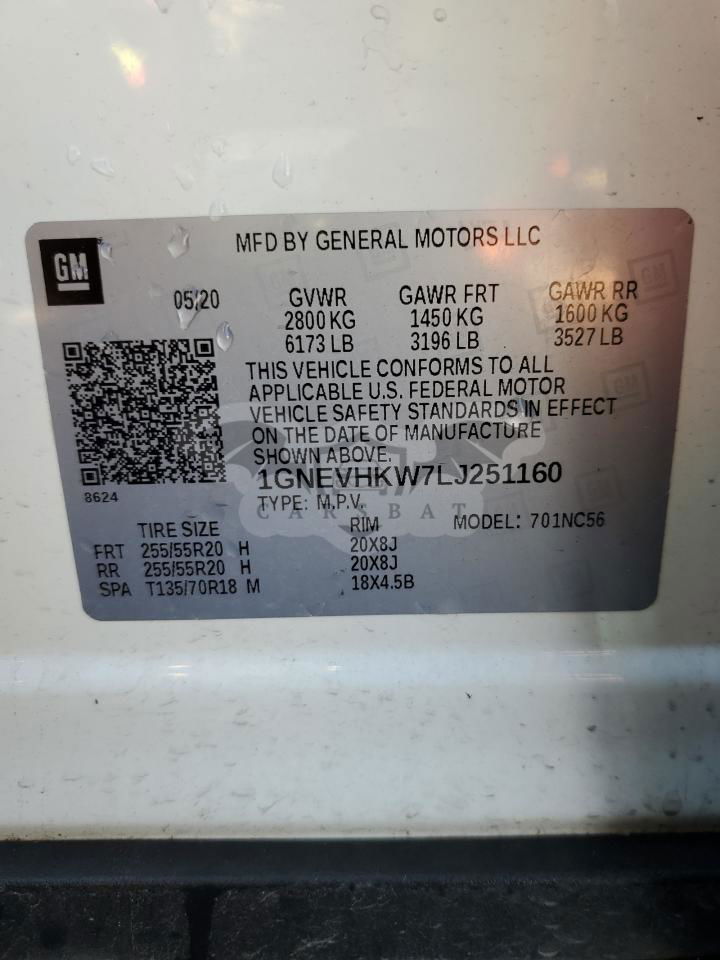 GM
MFD BY GENERAL MOTORS LLC
05/20 GVWR GAWR FRT GAWR RR
2800 KG 1450 KG 1600 KG
6173 LB 3196 LB 3527 LB
THIS VEHICLE CONFORMS TO ALL
APPLICABLE U.S. FEDERAL MOTOR
VEHICLE SAFETY STANDARDS IN EFFECT
ON THE DATE OF MANUFACTURE
SHOWN ABOVE.
8624
1GNEVHKW7LJ251160
TYPE: M.P.V.
CARSBAT
MODEL: 701NC56
TIRE SIZE RIM
FRT 255/55R20 H 20X8J
RR 255/55R20 H 20X8J
SPA T135/70R18 M 18X4.5B